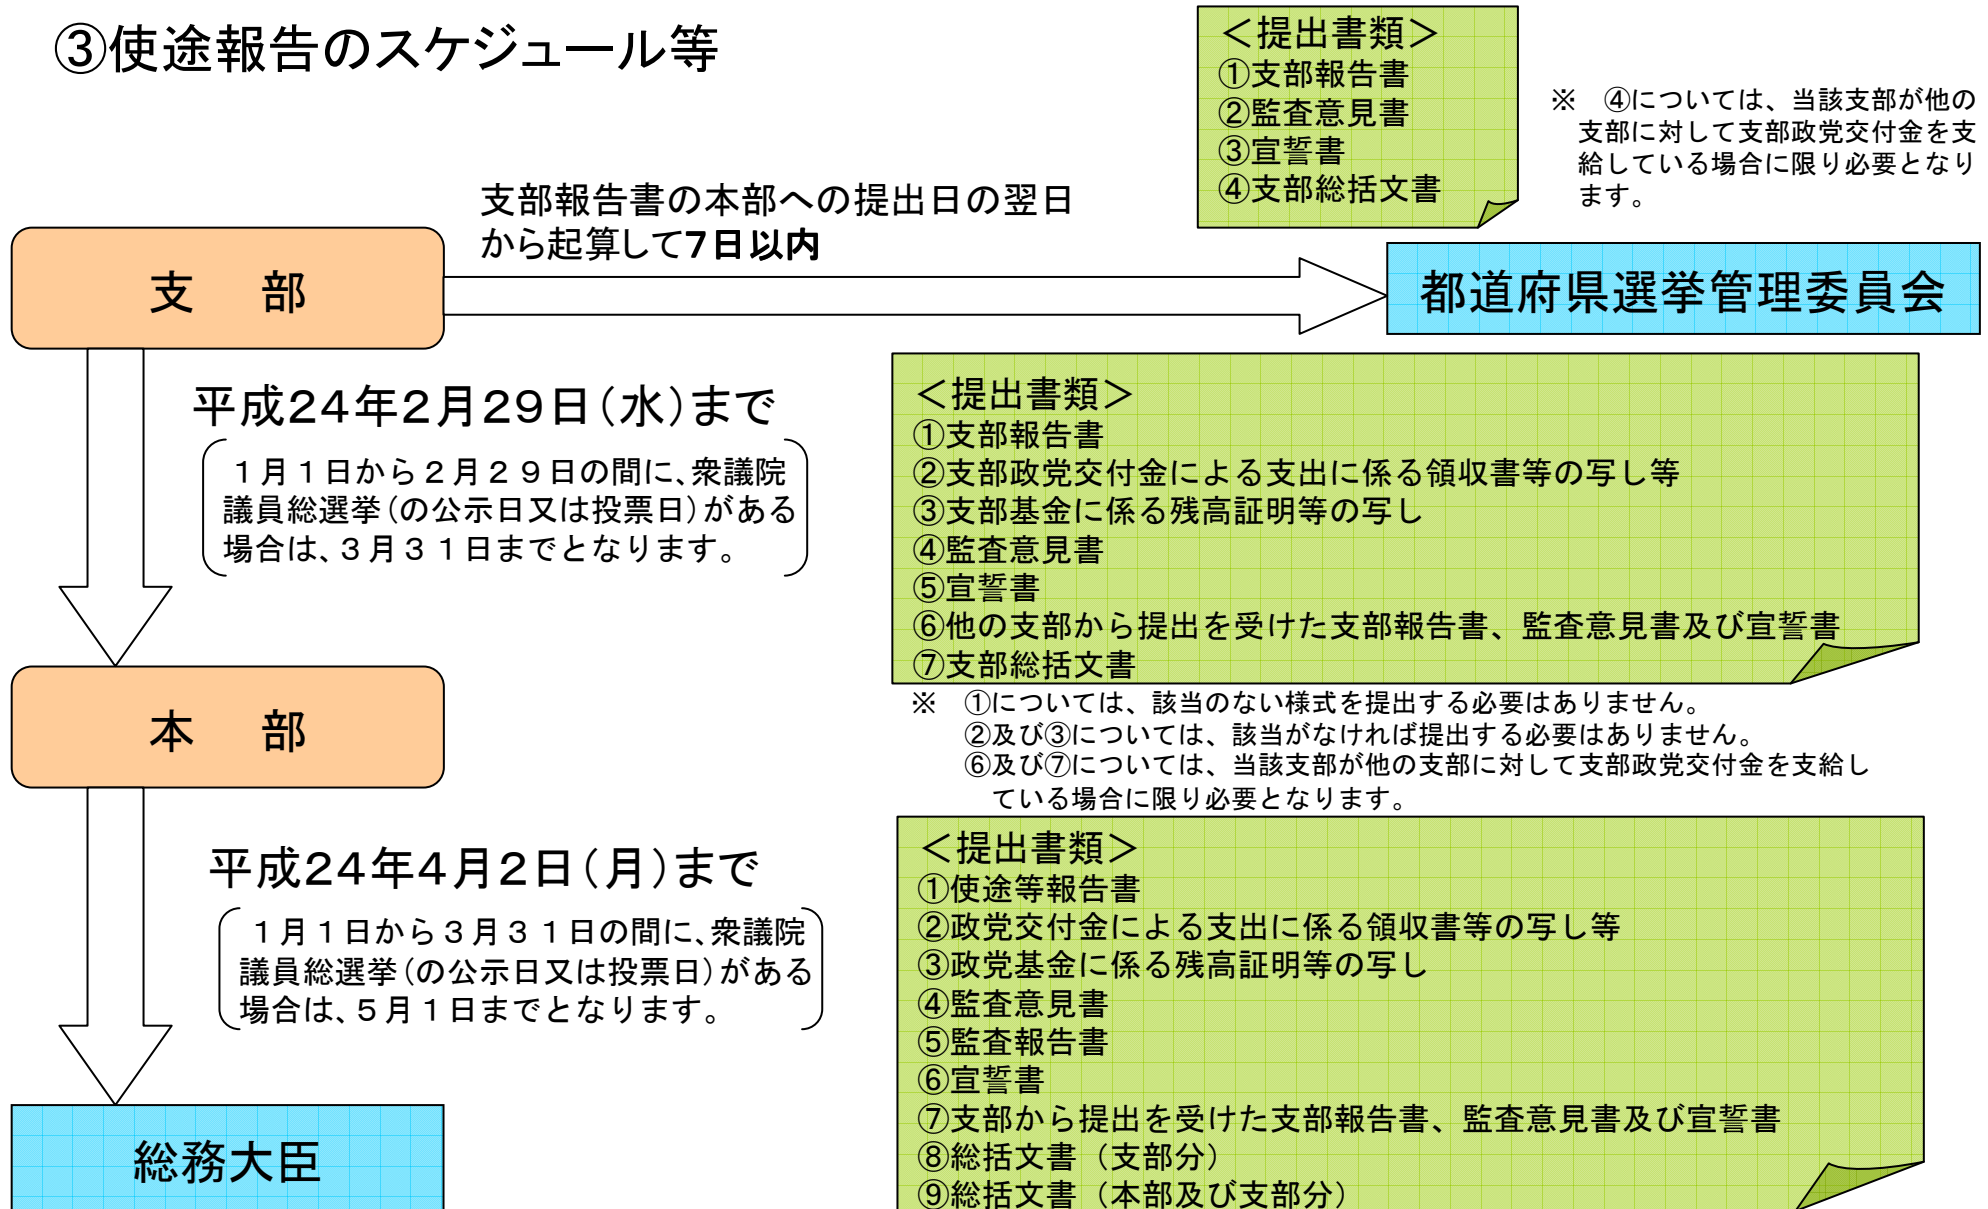 ③使途報告のスケジュール等
＜提出書類＞
①支部報告書
②監査意見書
③宣誓書
④支部総括文書
※　④については、当該支部が他の
支部に対して支部政党交付金を支
給している場合に限り必要となり
ます。
支部報告書の本部への提出日の翌日
から起算して7日以内
支　部
都道府県選挙管理委員会
平成24年2月29日（水）まで
１月１日から２月２９日の間に、衆議院
議員総選挙（の公示日又は投票日）がある
場合は、３月３１日までとなります。
＜提出書類＞
①支部報告書
②支部政党交付金による支出に係る領収書等の写し等
③支部基金に係る残高証明等の写し
④監査意見書
⑤宣誓書
⑥他の支部から提出を受けた支部報告書、監査意見書及び宣誓書
⑦支部総括文書
※　①については、該当のない様式を提出する必要はありません。
②及び③については、該当がなければ提出する必要はありません。
⑥及び⑦については、当該支部が他の支部に対して支部政党交付金を支給し
ている場合に限り必要となります。
本　部
平成24年4月2日（月）まで
１月１日から３月３１日の間に、衆議院
議員総選挙（の公示日又は投票日）がある
場合は、５月１日までとなります。
＜提出書類＞
①使途等報告書
②政党交付金による支出に係る領収書等の写し等
③政党基金に係る残高証明等の写し
④監査意見書
⑤監査報告書
⑥宣誓書
⑦支部から提出を受けた支部報告書、監査意見書及び宣誓書
⑧総括文書（支部分）
⑨総括文書（本部及び支部分）
総務大臣